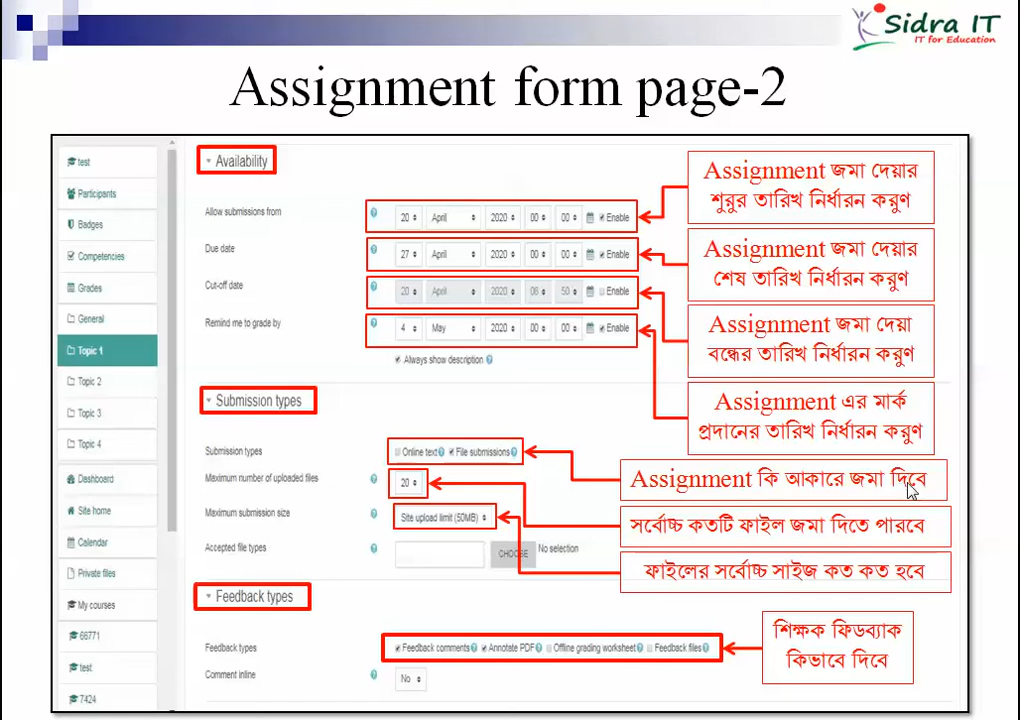 Sidra IT
IT for Education
Assignment form page-2
test
Participants
Badges
Competencies
Grades
General
Topic 1
Topic 2
Topic 3
Topic 4
Dashboard
Site home
Calendar
Private files
My courses
66771
test
7424
Availability
Allow submissions from 20 April 2020 00 00 Enable
Due date 27 April 2020 00 00 Enable
Cut-off date 20 April 2020 06 50 Enable
Remind me to grade by 4 May 2020 00 00 Enable
Always show description
Submission types
Submission types Online text File submissions
Maximum number of uploaded files 20
Maximum submission size Site upload limit (50MB)
Accepted file types CHOOSE No selection
Feedback types
Feedback types Feedback comments Annotate PDF Offline grading worksheet Feedback files
Comment inline No
Assignment জমা দেয়ার
শুরুর তারিখ নির্ধারন করুণ
Assignment জমা দেয়ার
শেষ তারিখ নির্ধারন করুণ
Assignment জমা দেয়া
বন্ধের তারিখ নির্ধারন করুণ
Assignment এর মার্ক
প্রদানের তারিখ নির্ধারন করুণ
Assignment কি আকারে জমা দিবে
সর্বোচ্চ কতটি ফাইল জমা দিতে পারবে
ফাইলের সর্বোচ্চ সাইজ কত কত হবে
শিক্ষক ফিডব্যাক
কিভাবে দিবে